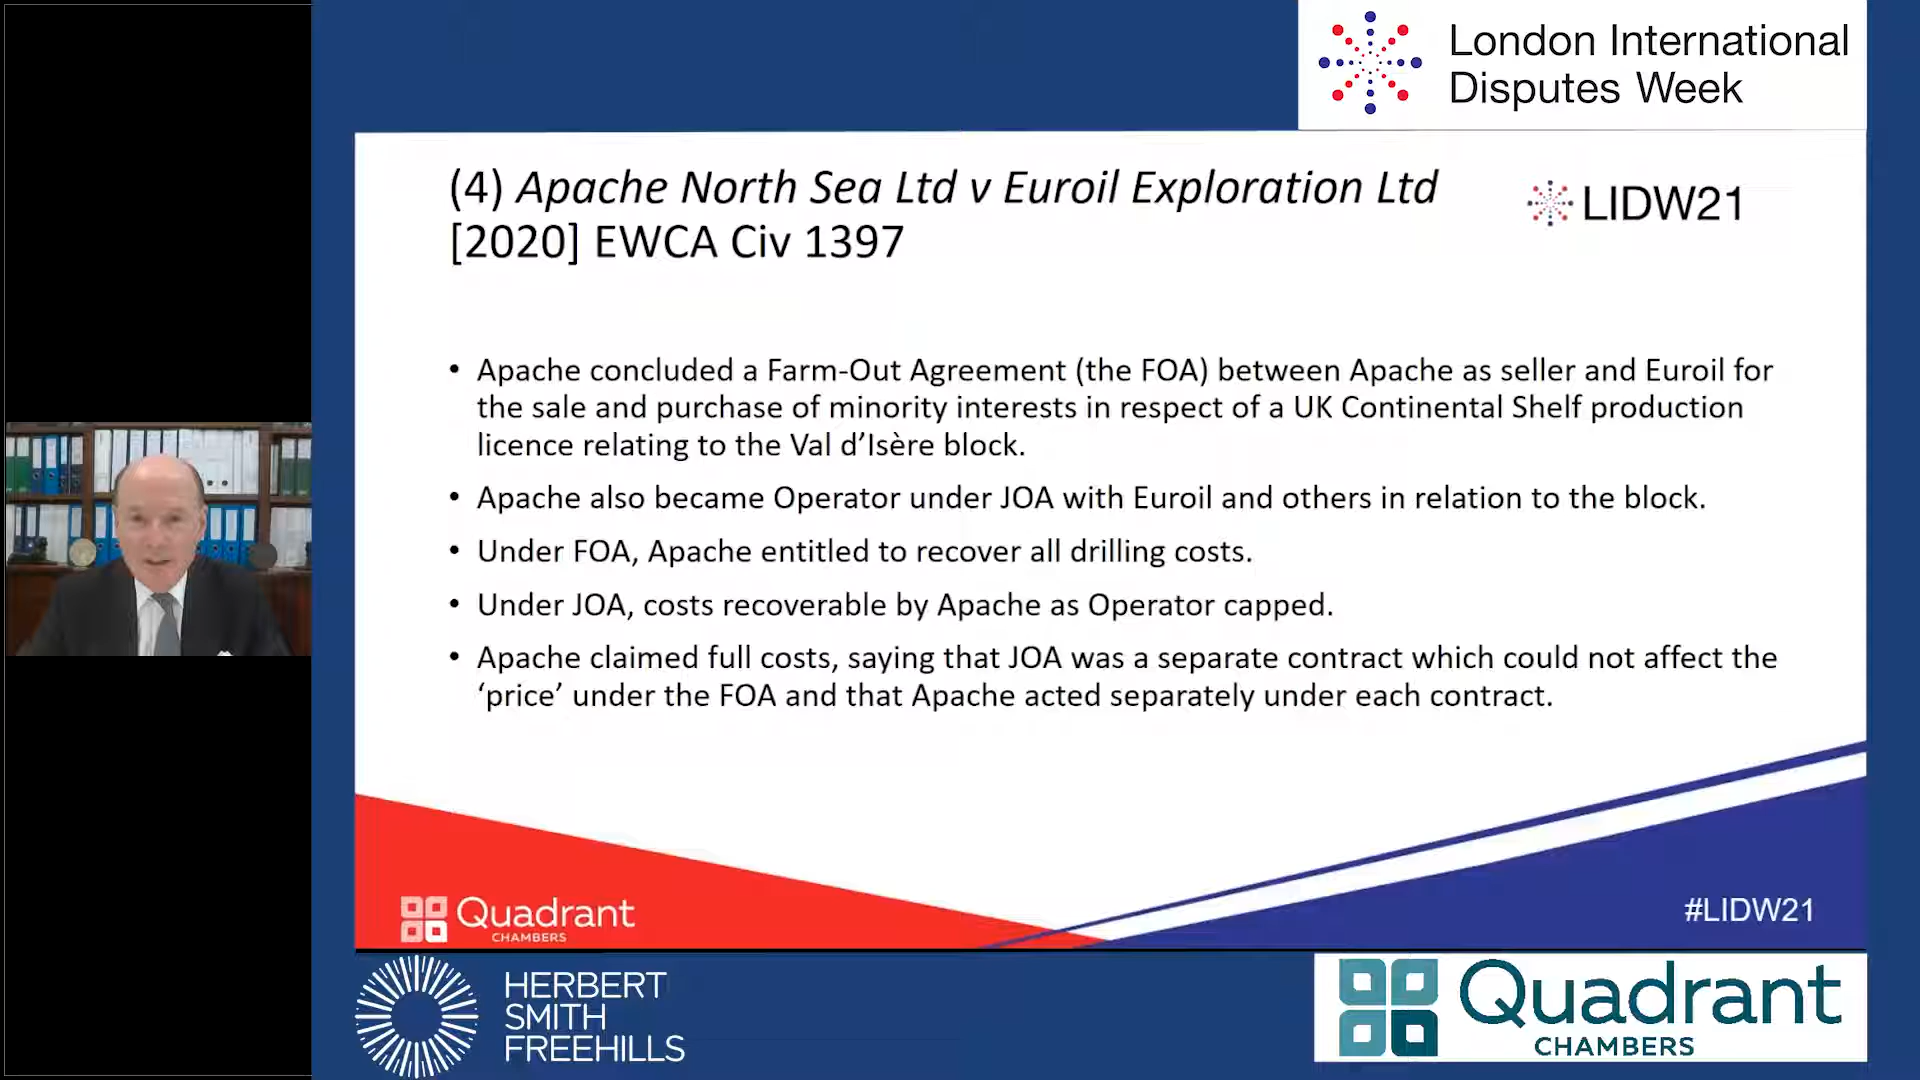 London International
Disputes Week
(4) Apache North Sea Ltd v Euroil Exploration Ltd
[2020] EWCA Civ 1397
LIDW21
• Apache concluded a Farm-Out Agreement (the FOA) between Apache as seller and Euroil for
the sale and purchase of minority interests in respect of a UK Continental Shelf production
licence relating to the Val d’Isère block.
• Apache also became Operator under JOA with Euroil and others in relation to the block.
• Under FOA, Apache entitled to recover all drilling costs.
• Under JOA, costs recoverable by Apache as Operator capped.
• Apache claimed full costs, saying that JOA was a separate contract which could not affect the
‘price’ under the FOA and that Apache acted separately under each contract.
Quadrant
CHAMBERS
#LIDW21
HERBERT
SMITH
FREEHILLS
Quadrant
CHAMBERS